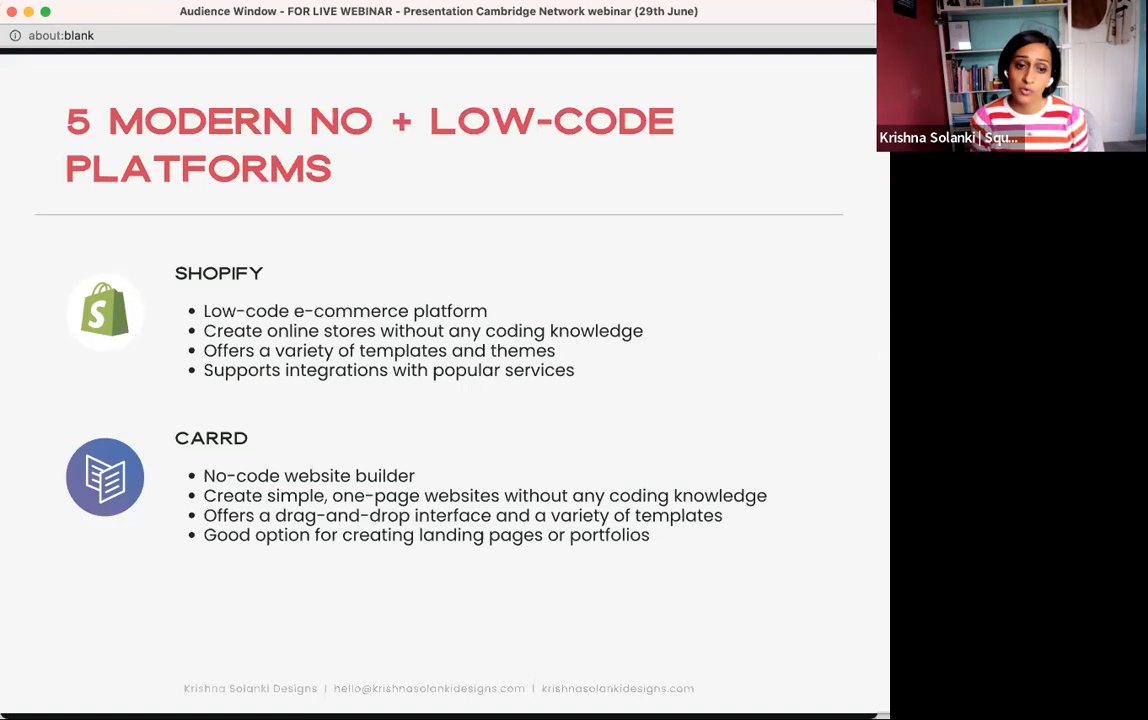 Audience Window - FOR LIVE WEBINAR - Presentation Cambridge Network webinar (29th June)
about:blank
5 MODERN NO + LOW-CODE
PLATFORMS
Krishna Solanki | Squ...
SHOPIFY
• Low-code e-commerce platform
• Create online stores without any coding knowledge
• Offers a variety of templates and themes
• Supports integrations with popular services
S
CARRD
• No-code website builder
• Create simple, one-page websites without any coding knowledge
• Offers a drag-and-drop interface and a variety of templates
• Good option for creating landing pages or portfolios
Krishna Solanki Designs | hello@krishnasolankidesigns.com | krishnasolankidesigns.com